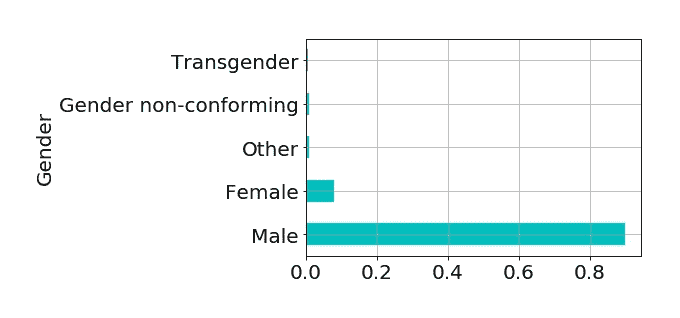 Transgender
Gender non-conforming
Other
Female
Male
Gender
0.0 0.2 0.4 0.6 0.8